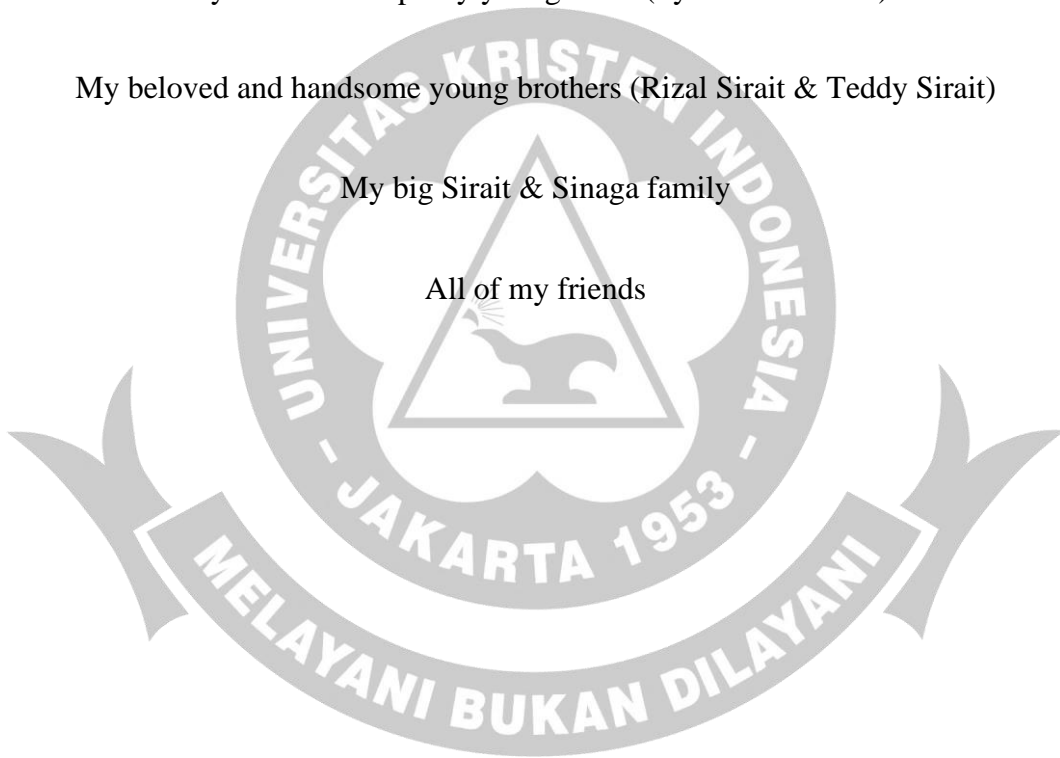 My beloved and handsome young brothers (Rizal Sirait & Teddy Sirait)
My big Sirait & Sinaga family
All of my friends
UNIVERSITAS KRISTEN INDONESIA
- JAKARTA 1953 -
MELAYANI BUKAN DILAYANI